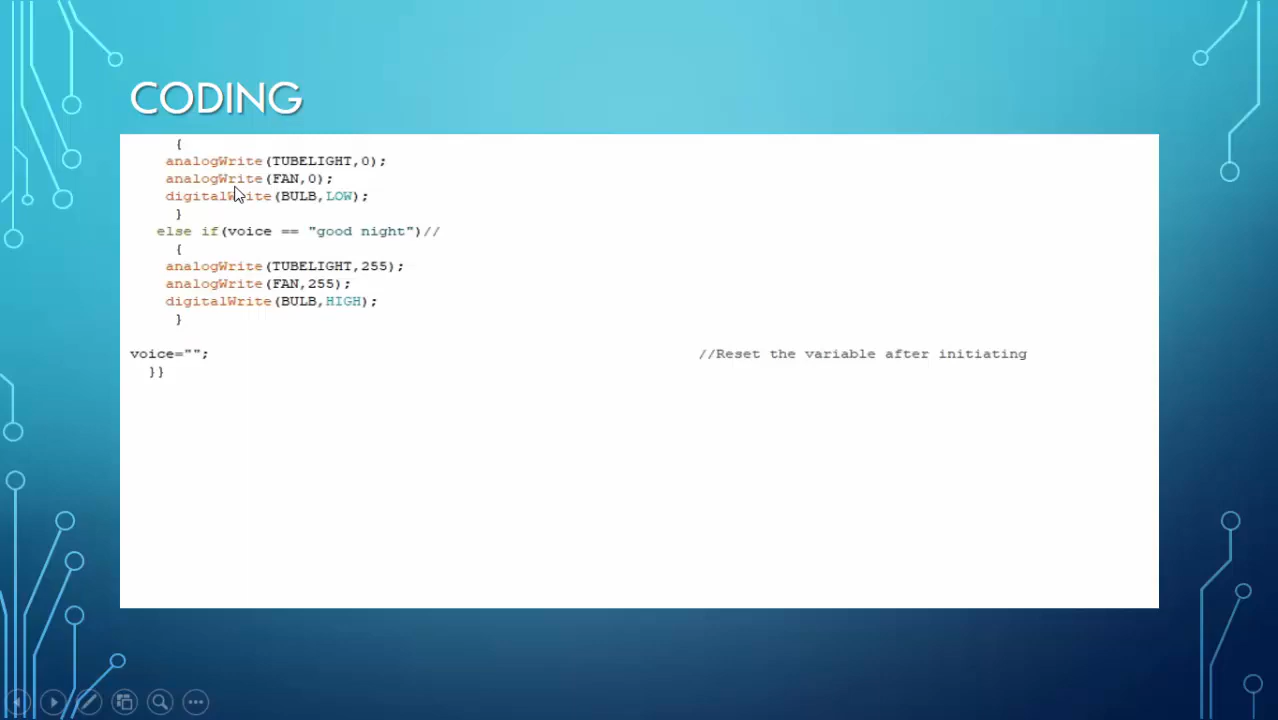 CODING
{
analogWrite(TUBELIGHT,0);
analogWrite(FAN,0);
digitalWrite(BULB,LOW);
}
else if(voice == "good night")//
{
analogWrite(TUBELIGHT,255);
analogWrite(FAN,255);
digitalWrite(BULB,HIGH);
}
voice=""; //Reset the variable after initiating
}}